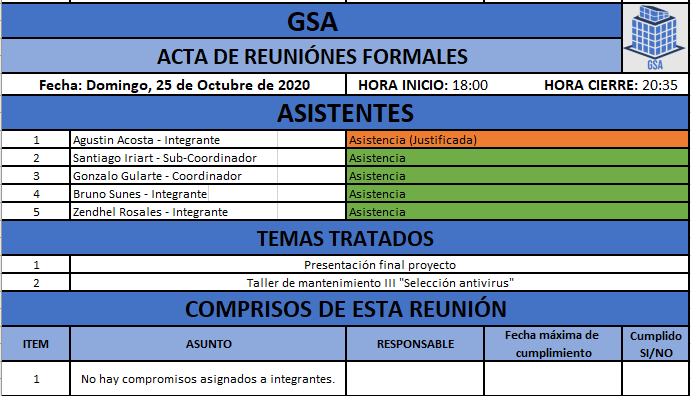 GSA
ACTA DE REUNIÓNES FORMALES
GSA
Fecha: Domingo, 25 de Octubre de 2020 HORA INICIO: 18:00 HORA CIERRE: 20:35
ASISTENTES
1 Agustin Acosta - Integrante Asistencia (Justificada)
2 Santiago Iriart - Sub-Coordinador Asistencia
3 Gonzalo Gularte - Coordinador Asistencia
4 Bruno Sunes - Integrante Asistencia
5 Zendhel Rosales - Integrante Asistencia
TEMAS TRATADOS
1 Presentación final proyecto
2 Taller de mantenimiento III "Selección antivirus"
COMPRISOS DE ESTA REUNIÓN
ITEM ASUNTO RESPONSABLE Fecha máxima de cumplimiento Cumplido SI/NO
1 No hay compromisos asignados a integrantes.